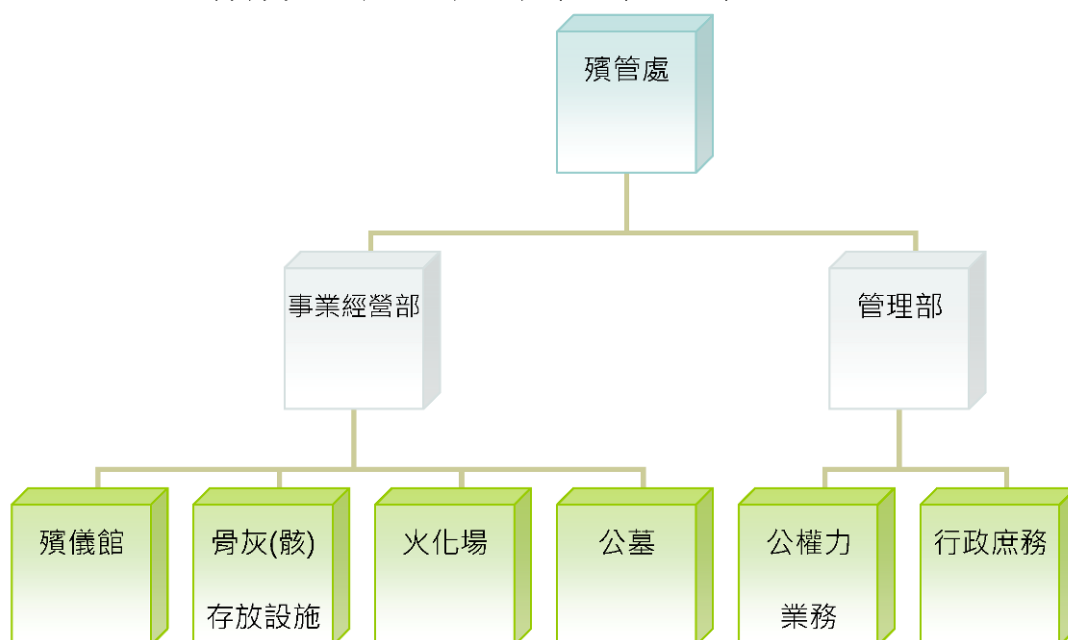 殯管處
事業經營部
管理部
殯儀館
骨灰(骸)
存放設施
火化場
公墓
公權力
業務
行政庶務